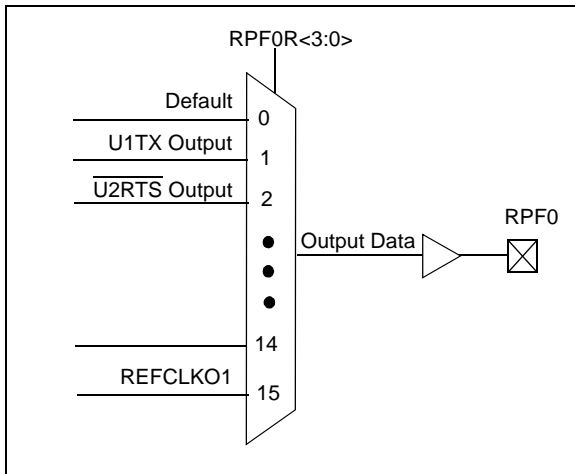 RPF0R<3:0>
Default
0
U1TX Output
1
U2RTS Output
2
RPF0
Output Data
14
REFCLKO1
15